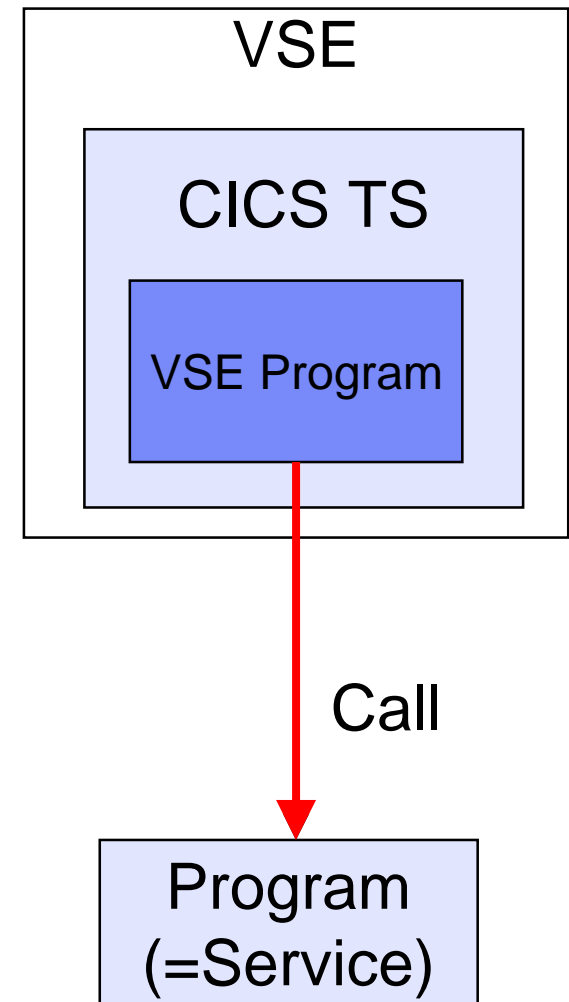 VSE
CICS TS
VSE Program
Call
Program
(=Service)